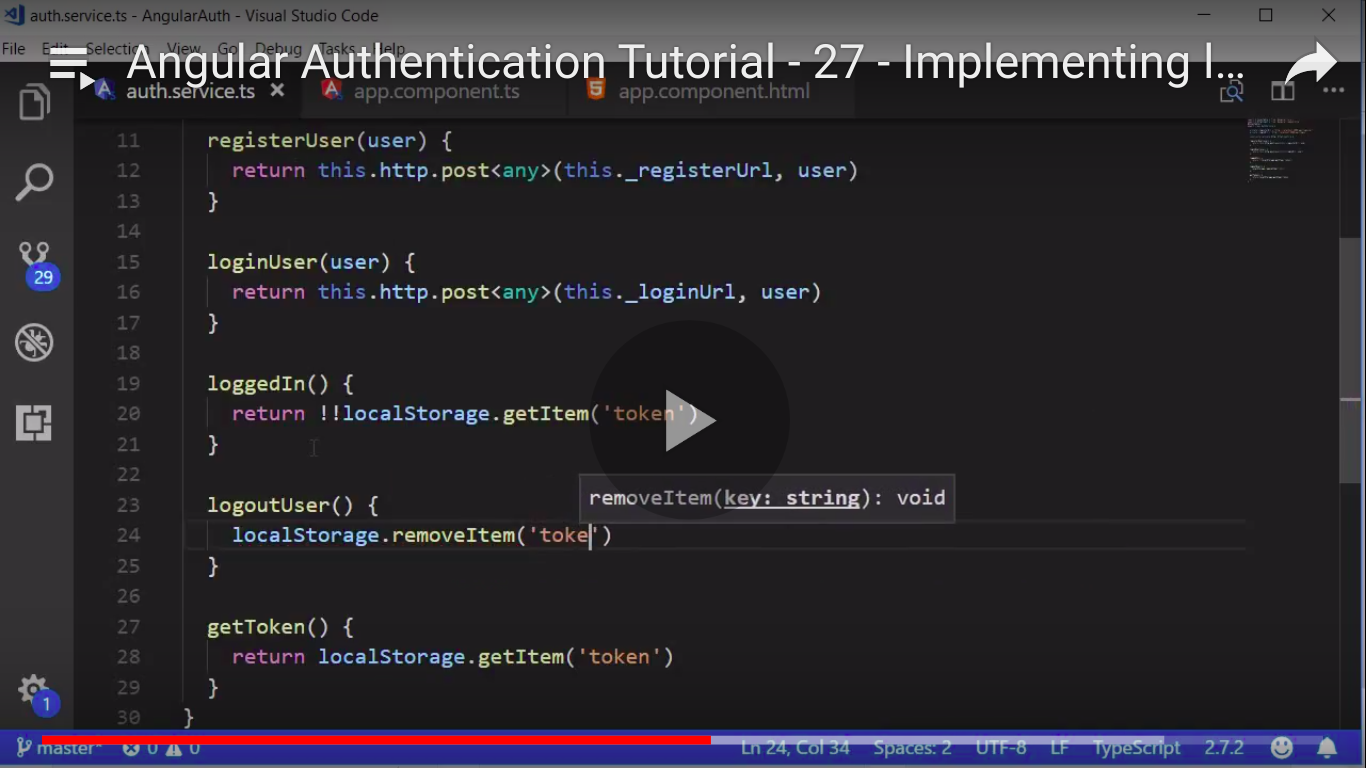 auth.service.ts - AngularAuth - Visual Studio Code
File Edit Selection View Go Debug Tasks Help
Angular Authentication Tutorial - 27 - Implementing l...
auth.service.ts app.component.ts app.component.html
11 registerUser(user) {
12 return this.http.post<any>(this._registerUrl, user)
13 }
14
15 loginUser(user) {
16 return this.http.post<any>(this._loginUrl, user)
17 }
18
19 loggedIn() {
20 return !!localStorage.getItem('token')
21 }
22
removeItem(key: string): void
23 logoutUser() {
24 localStorage.removeItem('toke')
25 }
26
27 getToken() {
28 return localStorage.getItem('token')
29 }
30 }
29
1
master* 0 0 Ln 24, Col 34 Spaces: 2 UTF-8 LF TypeScript 2.7.2